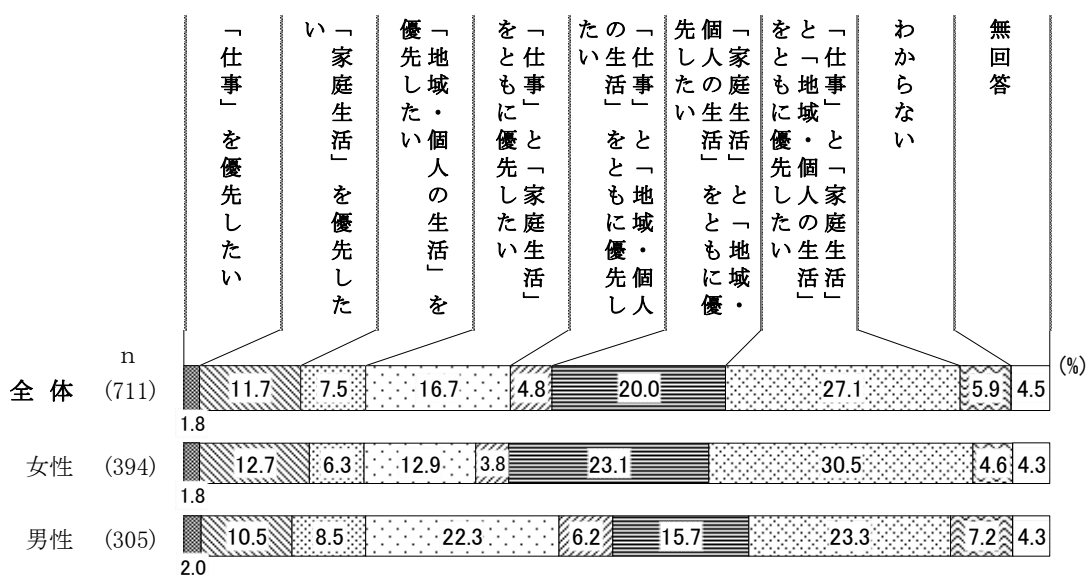 「仕事」を優先したい
「家庭生活」を優先した
い
「地域・個人の生活」を
優先したい
「仕事」と「家庭生活」
をともに優先したい
「仕事」と「地域・個人
の生活」をともに優先し
たい
「家庭生活」と「地域・
個人の生活」をともに優
先したい
「仕事」と「家庭生活」
と「地域・個人の生活」
をともに優先したい
わからない
無回答
n
(%)
全体 (711) 11.7 7.5 16.7 4.8 20.0 27.1 5.9 4.5
1.8
女性 (394) 12.7 6.3 12.9 3.8 23.1 30.5 4.6 4.3
1.8
男性 (305) 10.5 8.5 22.3 6.2 15.7 23.3 7.2 4.3
2.0